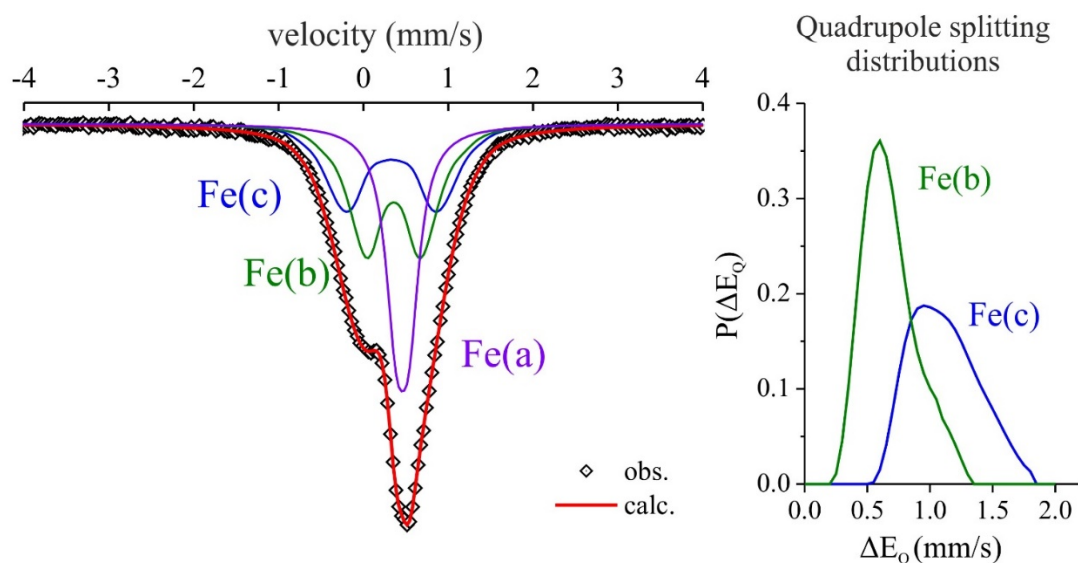 velocity (mm/s)
-4 -3 -2 -1 0 1 2 3 4
Fe(c)
Fe(b)
Fe(a)
obs.
calc.
Quadrupole splitting
distributions
0.4
0.3
0.2
0.1
0.0
P(ΔE_Q)
Fe(b)
Fe(c)
0.0 0.5 1.0 1.5 2.0
ΔE_Q (mm/s)